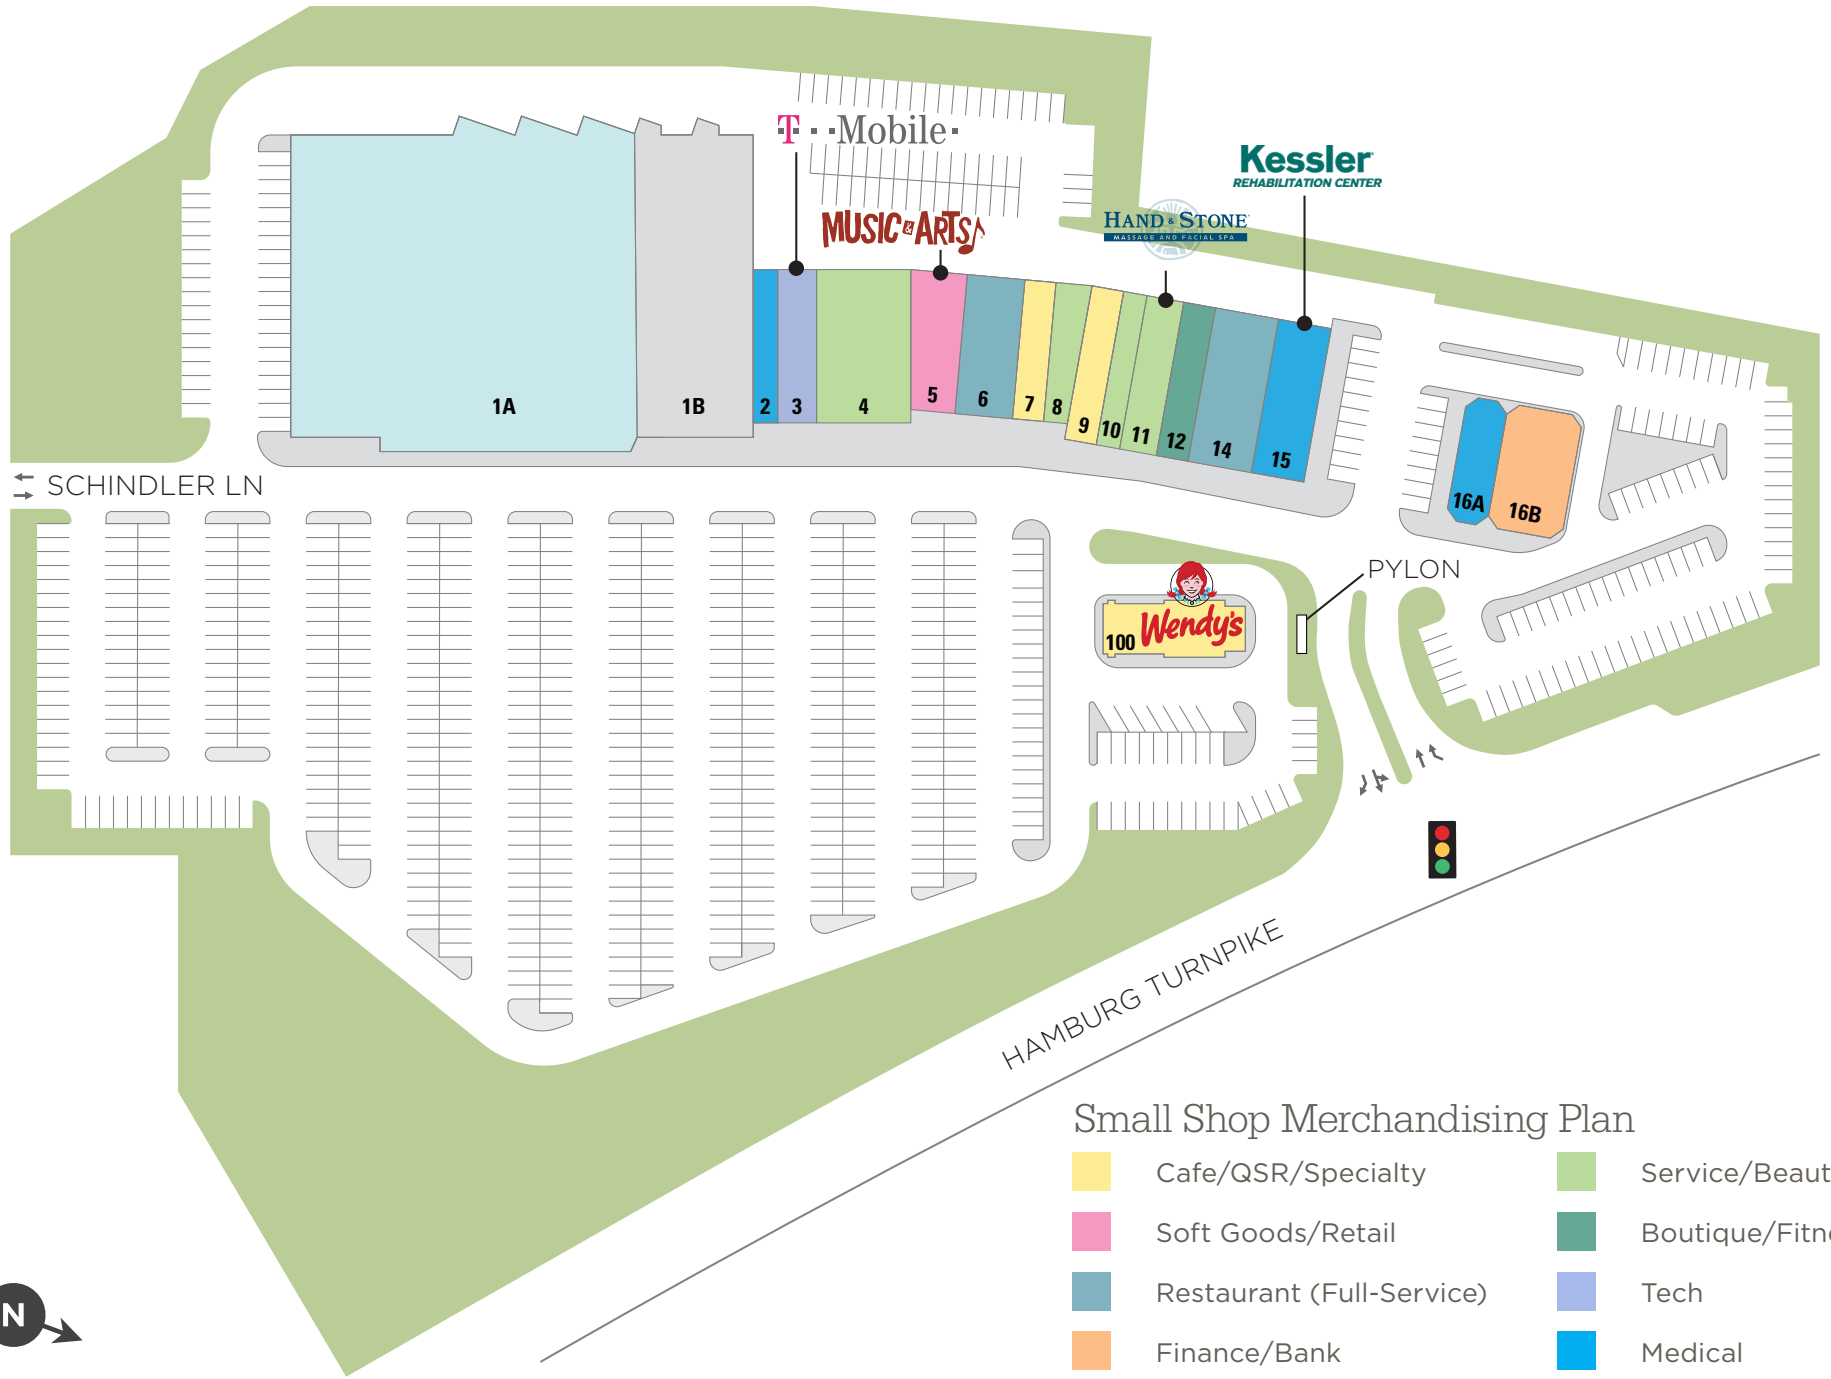 T··Mobile·
Kessler
REHABILITATION CENTER
MUSIC & ARTS
HAND & STONE
MASSAGE AND FACIAL SPA
1A
1B
2
3
4
5
6
7
8
9
10
11
12
14
15
16A
16B
SCHINDLER LN
PYLON
100
Wendy's
HAMBURG TURNPIKE
Small Shop Merchandising Plan
Cafe/QSR/Specialty
Service/Beaut
Soft Goods/Retail
Boutique/Fitn
Restaurant (Full-Service)
Tech
Finance/Bank
Medical
N